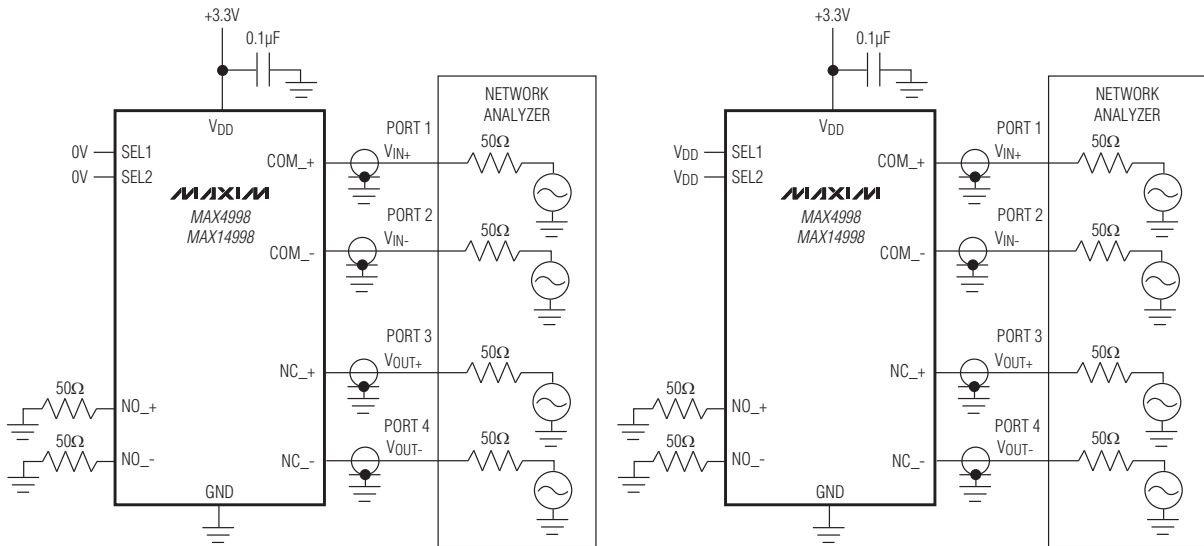 +3.3V
0.1µF
NETWORK
ANALYZER
VDD
PORT 1
50Ω
0V
SEL1
VIN+
COM_+
0V
SEL2
MAXIM
MAX4998
MAX14998
PORT 2
50Ω
VIN-
COM_-
PORT 3
50Ω
VOUT+
NC_+
50Ω
NO_+
PORT 4
50Ω
VOUT-
50Ω
NO_-
NC_-
GND
+3.3V
0.1µF
NETWORK
ANALYZER
VDD
PORT 1
50Ω
VDD
SEL1
VIN+
COM_+
VDD
SEL2
MAXIM
MAX4998
MAX14998
PORT 2
50Ω
VIN-
COM_-
PORT 3
50Ω
VOUT+
NC_+
50Ω
NO_+
PORT 4
50Ω
VOUT-
50Ω
NO_-
NC_-
GND